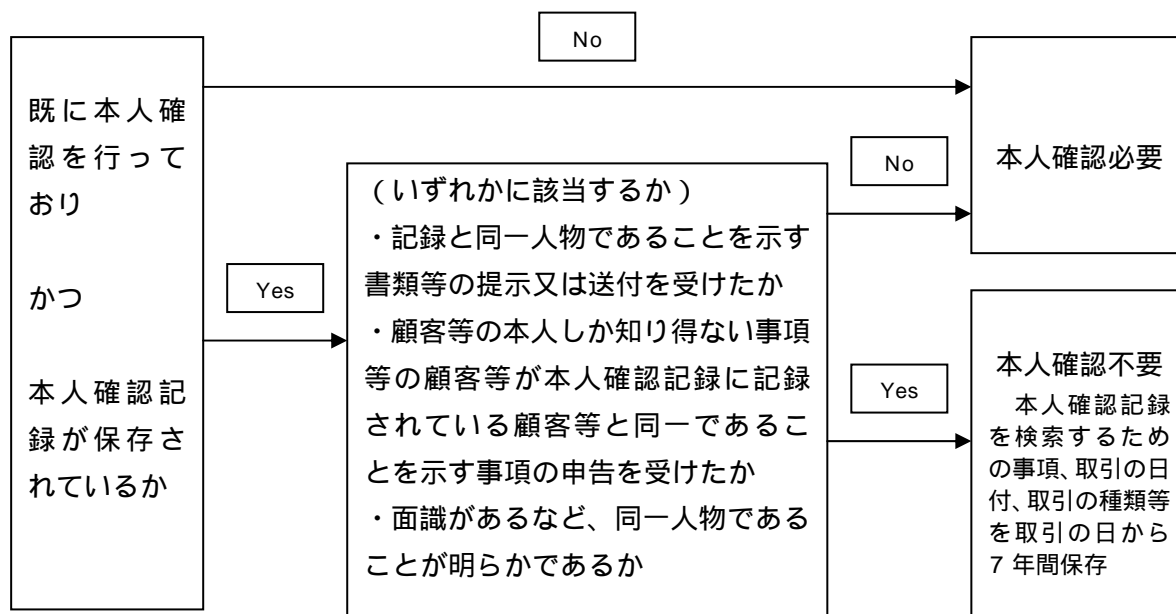 既に本人確
認を行って
おり
かつ
本人確認記
録が保存さ
れているか
No
Yes
（いずれかに該当するか）
・記録と同一人物であることを示す
書類等の提示又は送付を受けたか
・顧客等の本人しか知り得ない事項
等の顧客等が本人確認記録に記録
されている顧客等と同一であるこ
とを示す事項の申告を受けたか
・面識があるなど、同一人物である
ことが明らかであるか
No
Yes
本人確認必要
本人確認不要
本人確認記録
を検索するため
の事項、取引の日
付、取引の種類等
を取引の日から
7 年間保存